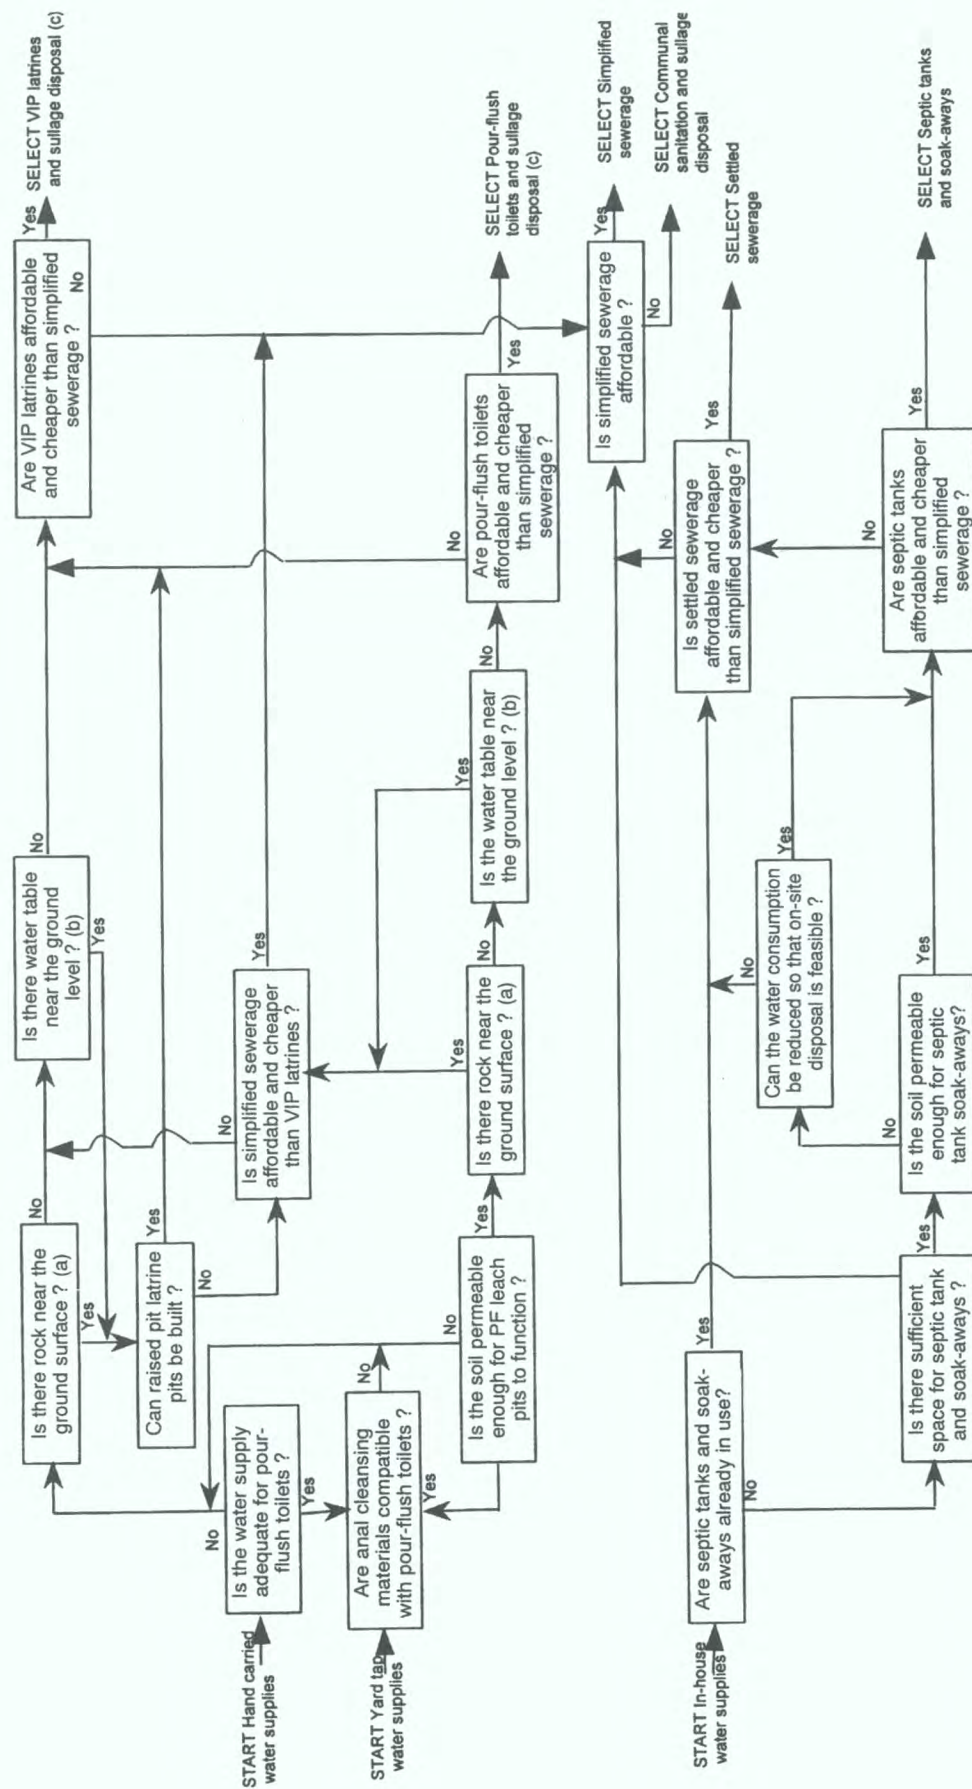 START Hand carried
water supplies
Is the water supply
adequate for pour-
flush toilets ?
No
Yes
START Yard tap
water supplies
Are anal cleansing
materials compatible
with pour-flush toilets ?
No
Yes
Is there rock near the
ground surface ? (a)
No
Yes
Can raised pit latrine
pits be built ?
Yes
No
Is the soil permeable
enough for PF leach
pits to function ?
No
Yes
Is there water table
near the ground
level ? (b)
No
Yes
Is simplified sewerage
affordable and cheaper
than VIP latrines ?
No
Yes
Is there rock near the
ground surface ? (a)
Yes
No
Is the water table near
the ground level ? (b)
Yes
No
Are VIP latrines affordable
and cheaper than simplified
sewerage ?
Yes
No
SELECT VIP latrines
and sullage disposal (c)
Are pour-flush toilets
affordable and cheaper
than simplified
sewerage ?
No
Yes
SELECT Pour-flush
toilets and sullage
disposal (c)
Is simplified sewerage
affordable ?
Yes
No
SELECT Simplified
sewerage
SELECT Communal
sanitation and sullage
disposal
START In-house
water supplies
Are septic tanks and soak-
aways already in use?
Yes
No
Is there sufficient
space for septic tank
and soak-aways ?
Yes
Is the soil permeable
enough for septic
tank soak-aways?
No
Yes
Can the water consumption
be reduced so that on-site
disposal is feasible ?
No
Yes
Is settled sewerage
affordable and cheaper
than simplified sewerage ?
No
Yes
SELECT Settled
sewerage
Are septic tanks
affordable and cheaper
than simplified
sewerage ?
No
Yes
SELECT Septic tanks
and soak-aways